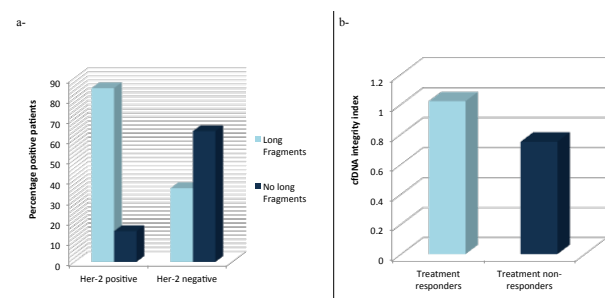 a-
90
80
70
60
50
40
30
20
10
0
Percentage positive patients
Her-2 positive
Her-2 negative
Long
Fragments
No long
Fragments
b-
1.2
1
0.8
0.6
0.4
0.2
0
cfDNA integrity index
Treatment
responders
Treatment non-
responders